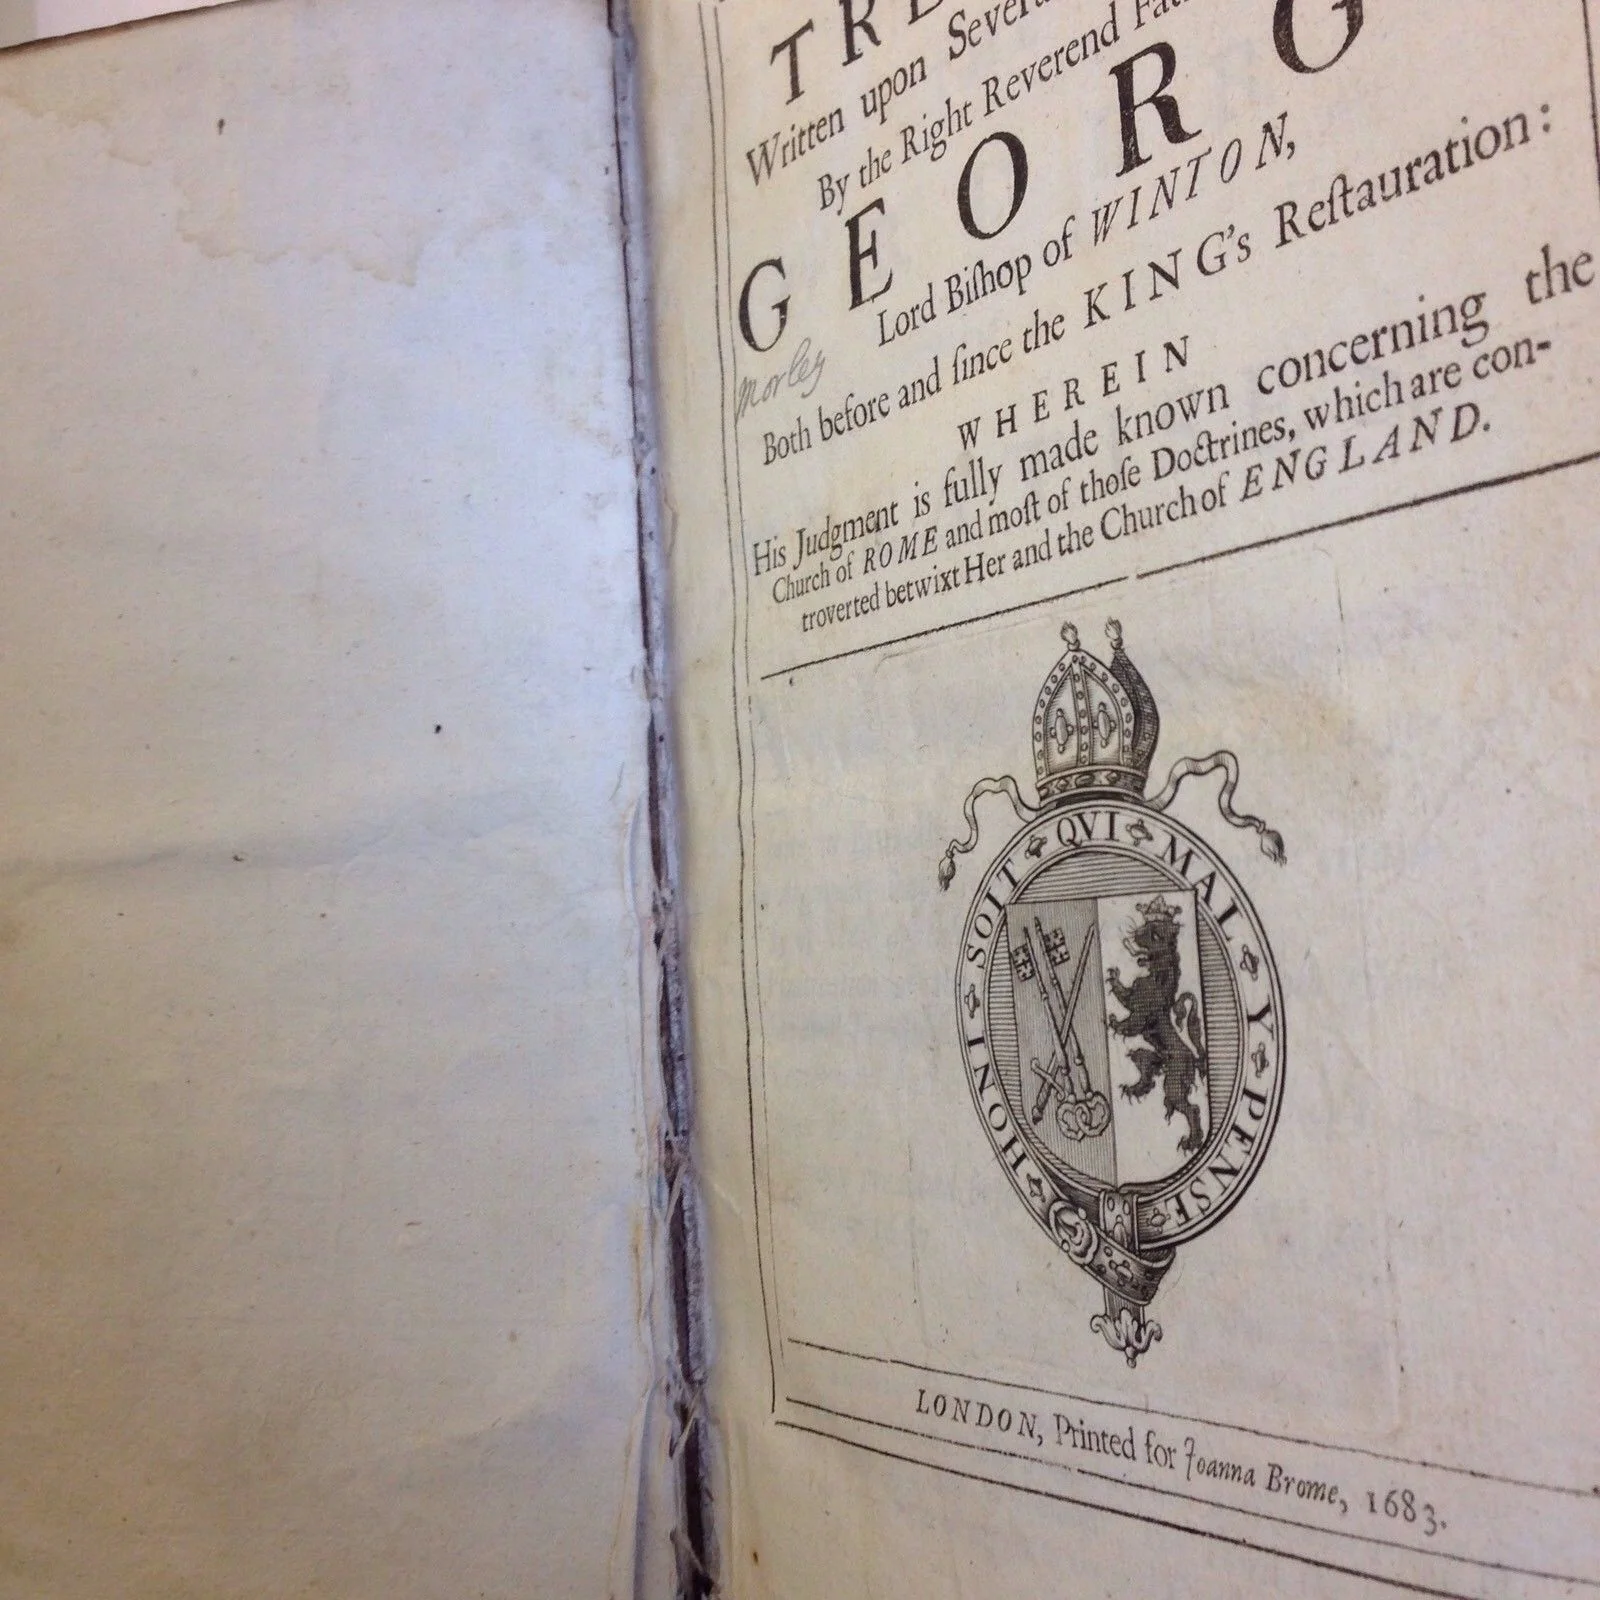 TRE
Written upon Severa
By the Right Reverend Fat
GEORG
Lord Biſhop of WINTON,
Morley
Both before and ſince the KING's Reſtauration:
WHEREIN
His Judgment is fully made known concerning the
Church of ROME and moſt of thoſe Doctrines, which are con-
troverted betwixt Her and the Church of ENGLAND.
HONI SOIT QVI MAL Y PENSE
LONDON, Printed for Joanna Brome, 1683.